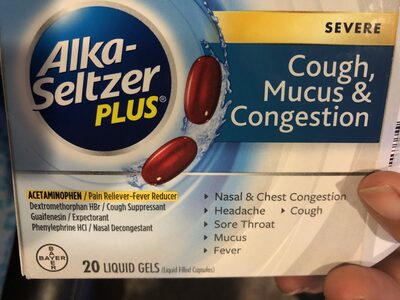 SEVERE
Alka-
Seltzer
PLUS®
Cough,
Mucus &
Congestion
ACETAMINOPHEN / Pain Reliever-Fever Reducer
Dextromethorphan HBr / Cough Suppressant
Guaifenesin / Expectorant
Phenylephrine HCl / Nasal Decongestant
▸ Nasal & Chest Congestion
▸ Headache ▸ Cough
▸ Sore Throat
▸ Mucus
▸ Fever
BAYER
BAYER
20 LIQUID GELS (Liquid Filled Capsules)